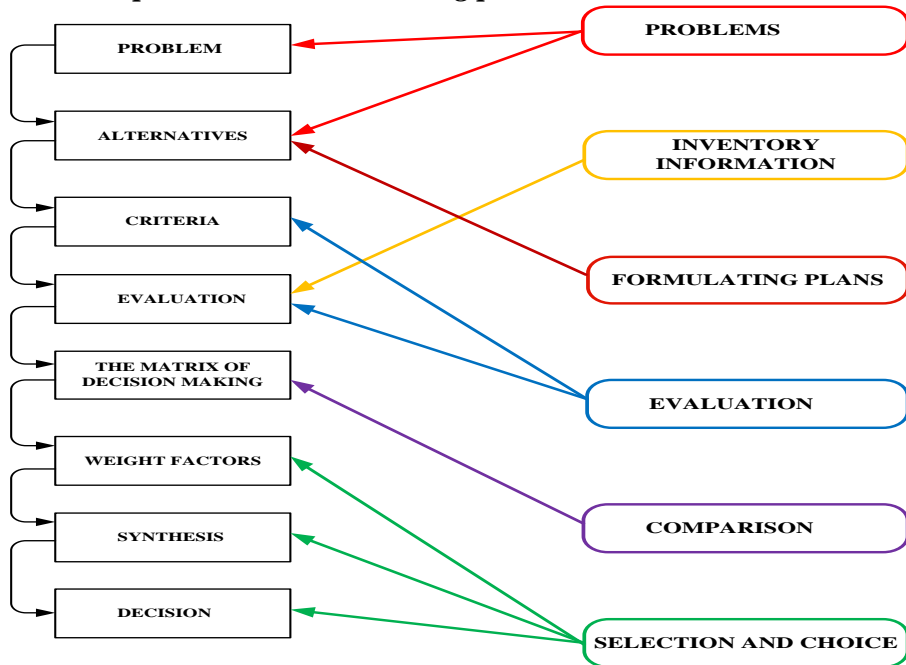 PROBLEM
ALTERNATIVES
CRITERIA
EVALUATION
THE MATRIX OF
DECISION MAKING
WEIGHT FACTORS
SYNTHESIS
DECISION
PROBLEMS
INVENTORY
INFORMATION
FORMULATING PLANS
EVALUATION
COMPARISON
SELECTION AND CHOICE